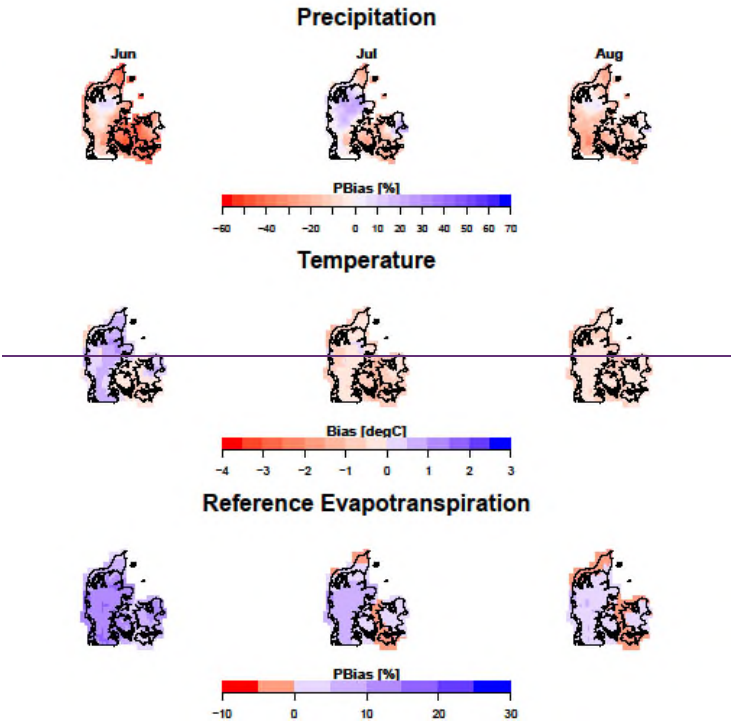 Precipitation
Jun Jul Aug
PBias [%]
−60 −40 −20 0 10 20 30 40 50 60 70
Temperature
Bias [degC]
−4 −3 −2 −1 0 1 2 3
Reference Evapotranspiration
PBias [%]
−10 0 10 20 30